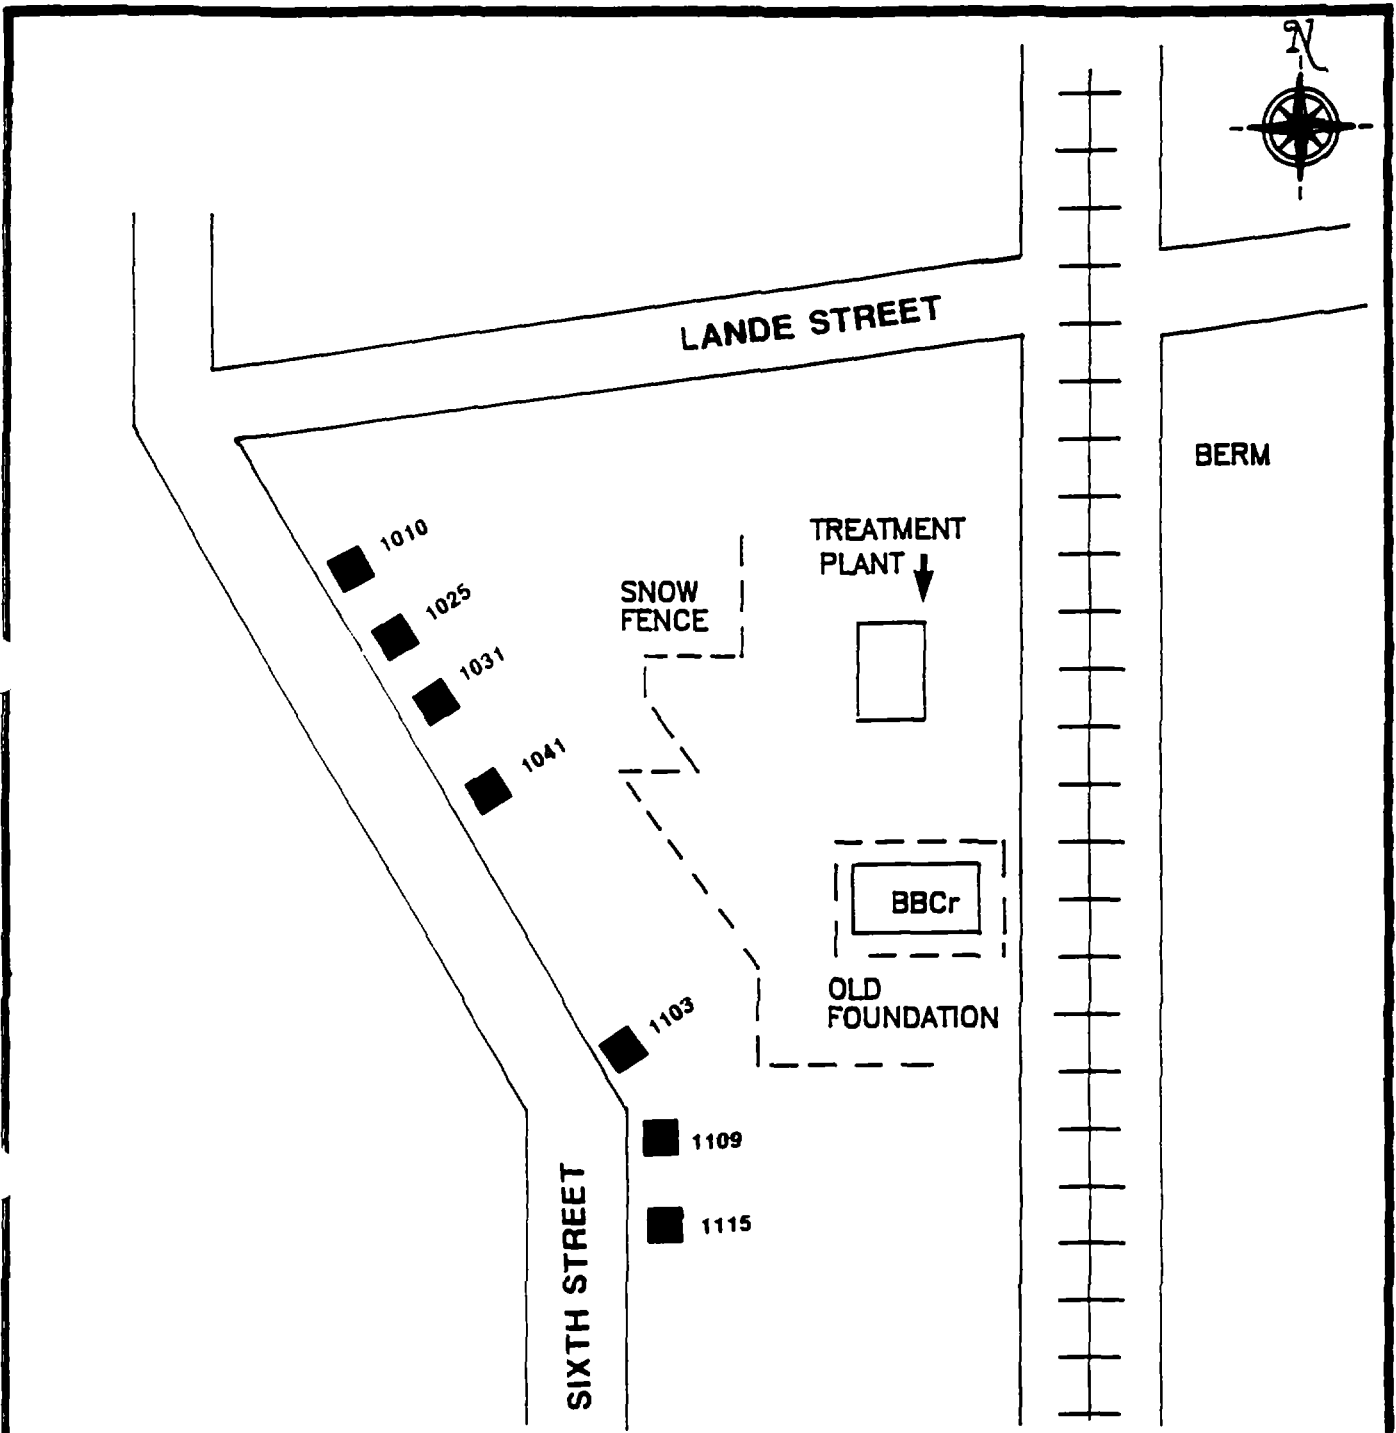 N
LANDE STREET
BERM
TREATMENT
PLANT
SNOW
FENCE
1010
1025
1031
1041
BBCr
OLD
FOUNDATION
1103
1109
1115
SIXTH STREET